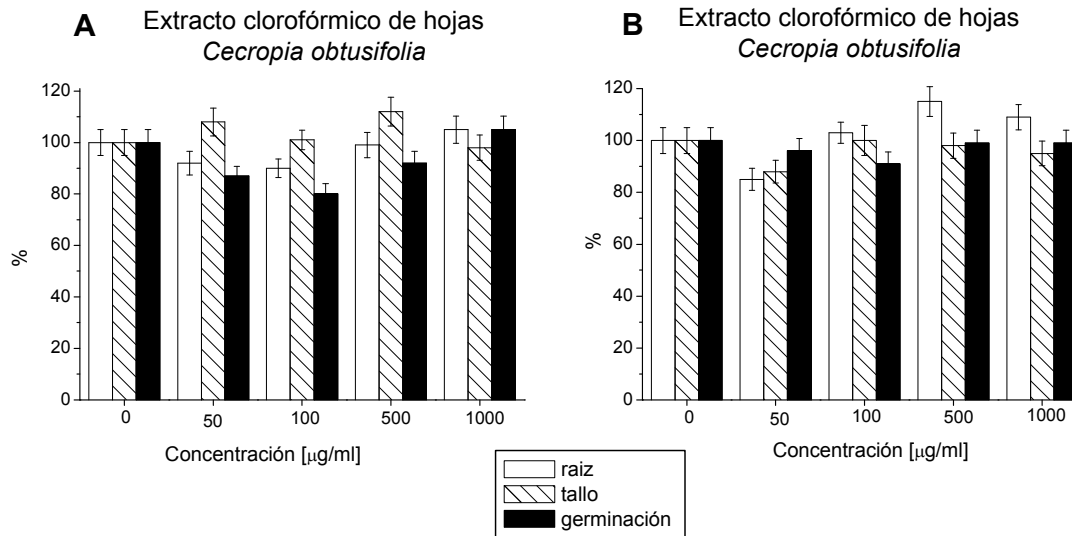 A
Extracto clorofórmico de hojas
Cecropia obtusifolia
120
100
80
60
40
20
0
%
0 50 100 500 1000
Concentración [μg/ml]
B
Extracto clorofórmico de hojas
Cecropia obtusifolia
120
100
80
60
40
20
0
%
0 50 100 500 1000
Concentración [μg/ml]
raiz
tallo
germinación